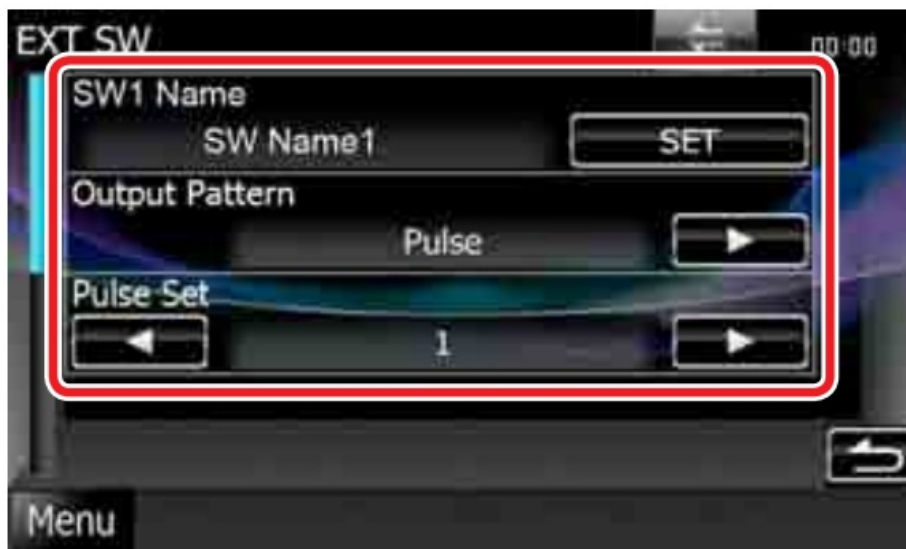 EXT SW
00:00
SW1 Name
SW Name1
SET
Output Pattern
Pulse
Pulse Set
1
Menu